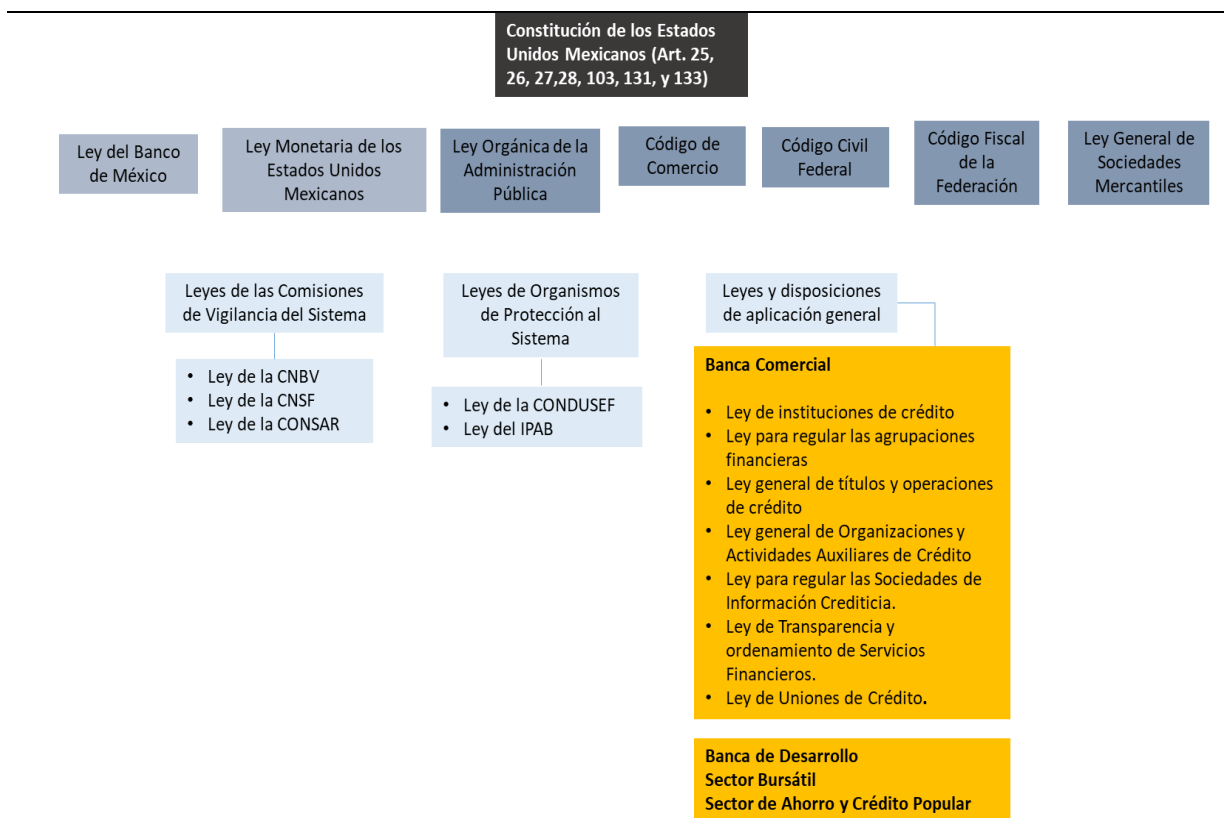 Constitución de los Estados
Unidos Mexicanos (Art. 25,
26, 27,28, 103, 131, y 133)
Ley del Banco
de México
Ley Monetaria de los
Estados Unidos
Mexicanos
Ley Orgánica de la
Administración
Pública
Código de
Comercio
Código Civil
Federal
Código Fiscal
de la
Federación
Ley General de
Sociedades
Mercantiles
Leyes de las Comisiones
de Vigilancia del Sistema
• Ley de la CNBV
• Ley de la CNSF
• Ley de la CONSAR
Leyes de Organismos
de Protección al
Sistema
• Ley de la CONDUSEF
• Ley del IPAB
Leyes y disposiciones
de aplicación general
Banca Comercial
• Ley de instituciones de crédito
• Ley para regular las agrupaciones
financieras
• Ley general de títulos y operaciones
de crédito
• Ley general de Organizaciones y
Actividades Auxiliares de Crédito
• Ley para regular las Sociedades de
Información Crediticia.
• Ley de Transparencia y
ordenamiento de Servicios
Financieros.
• Ley de Uniones de Crédito.
Banca de Desarrollo
Sector Bursátil
Sector de Ahorro y Crédito Popular